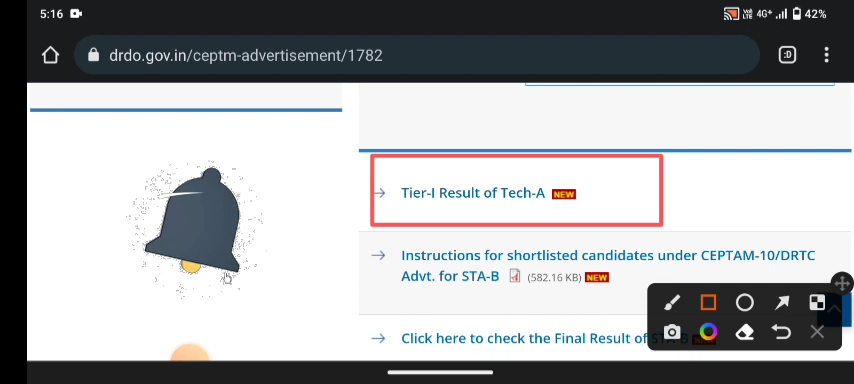 5:16
4G+ 42%
drdo.gov.in/ceptm-advertisement/1782
:D
Tier-I Result of Tech-A NEW
Instructions for shortlisted candidates under CEPTAM-10/DRTC
Advt. for STA-B (582.16 KB) NEW
Click here to check the Final Result of STA-B